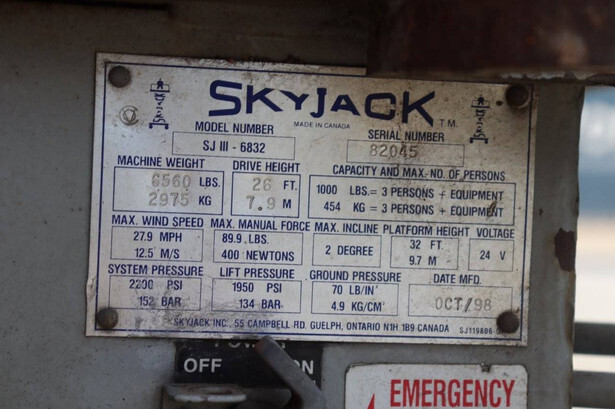 SKYJACK T.M.
MADE IN CANADA
MODEL NUMBER SERIAL NUMBER
SJ III - 6832 82045
MACHINE WEIGHT DRIVE HEIGHT CAPACITY AND MAX. NO. OF PERSONS
6560 LBS. 26 FT. 1000 LBS. = 3 PERSONS + EQUIPMENT
2975 KG 7.9 M 454 KG = 3 PERSONS + EQUIPMENT
MAX. WIND SPEED MAX. MANUAL FORCE MAX. INCLINE PLATFORM HEIGHT VOLTAGE
27.9 MPH 89.9 LBS. 2 DEGREE 32 FT. 24 V
12.5 M/S 400 NEWTONS 9.7 M
SYSTEM PRESSURE LIFT PRESSURE GROUND PRESSURE DATE MFD.
2200 PSI 1950 PSI 70 LB/IN² OCT/98
152 BAR 134 BAR 4.9 KG/CM²
SKYJACK INC. 55 CAMPBELL RD. GUELPH, ONTARIO N1H 1B9 CANADA
POWER
OFF ON
EMERGENCY